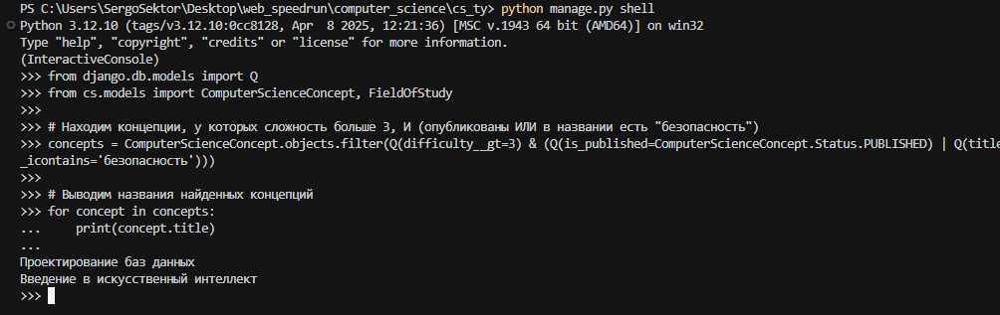 PS C:\Users\SergoSektor\Desktop\web_speedrun\computer_science\cs_ty> python manage.py shell
Python 3.12.10 (tags/v3.12.10:0cc8128, Apr  8 2025, 12:21:36) [MSC v.1943 64 bit (AMD64)] on win32
Type "help", "copyright", "credits" or "license" for more information.
(InteractiveConsole)
>>> from django.db.models import Q
>>> from cs.models import ComputerScienceConcept, FieldOfStudy
>>>
>>> # Находим концепции, у которых сложность больше 3, И (опубликованы ИЛИ в названии есть "безопасность")
>>> concepts = ComputerScienceConcept.objects.filter(Q(difficulty__gt=3) & (Q(is_published=ComputerScienceConcept.Status.PUBLISHED) | Q(title_
_icontains='безопасность')))
>>>
>>> # Выводим названия найденных концепций
>>> for concept in concepts:
...     print(concept.title)
...
Проектирование баз данных
Введение в искусственный интеллект
>>>